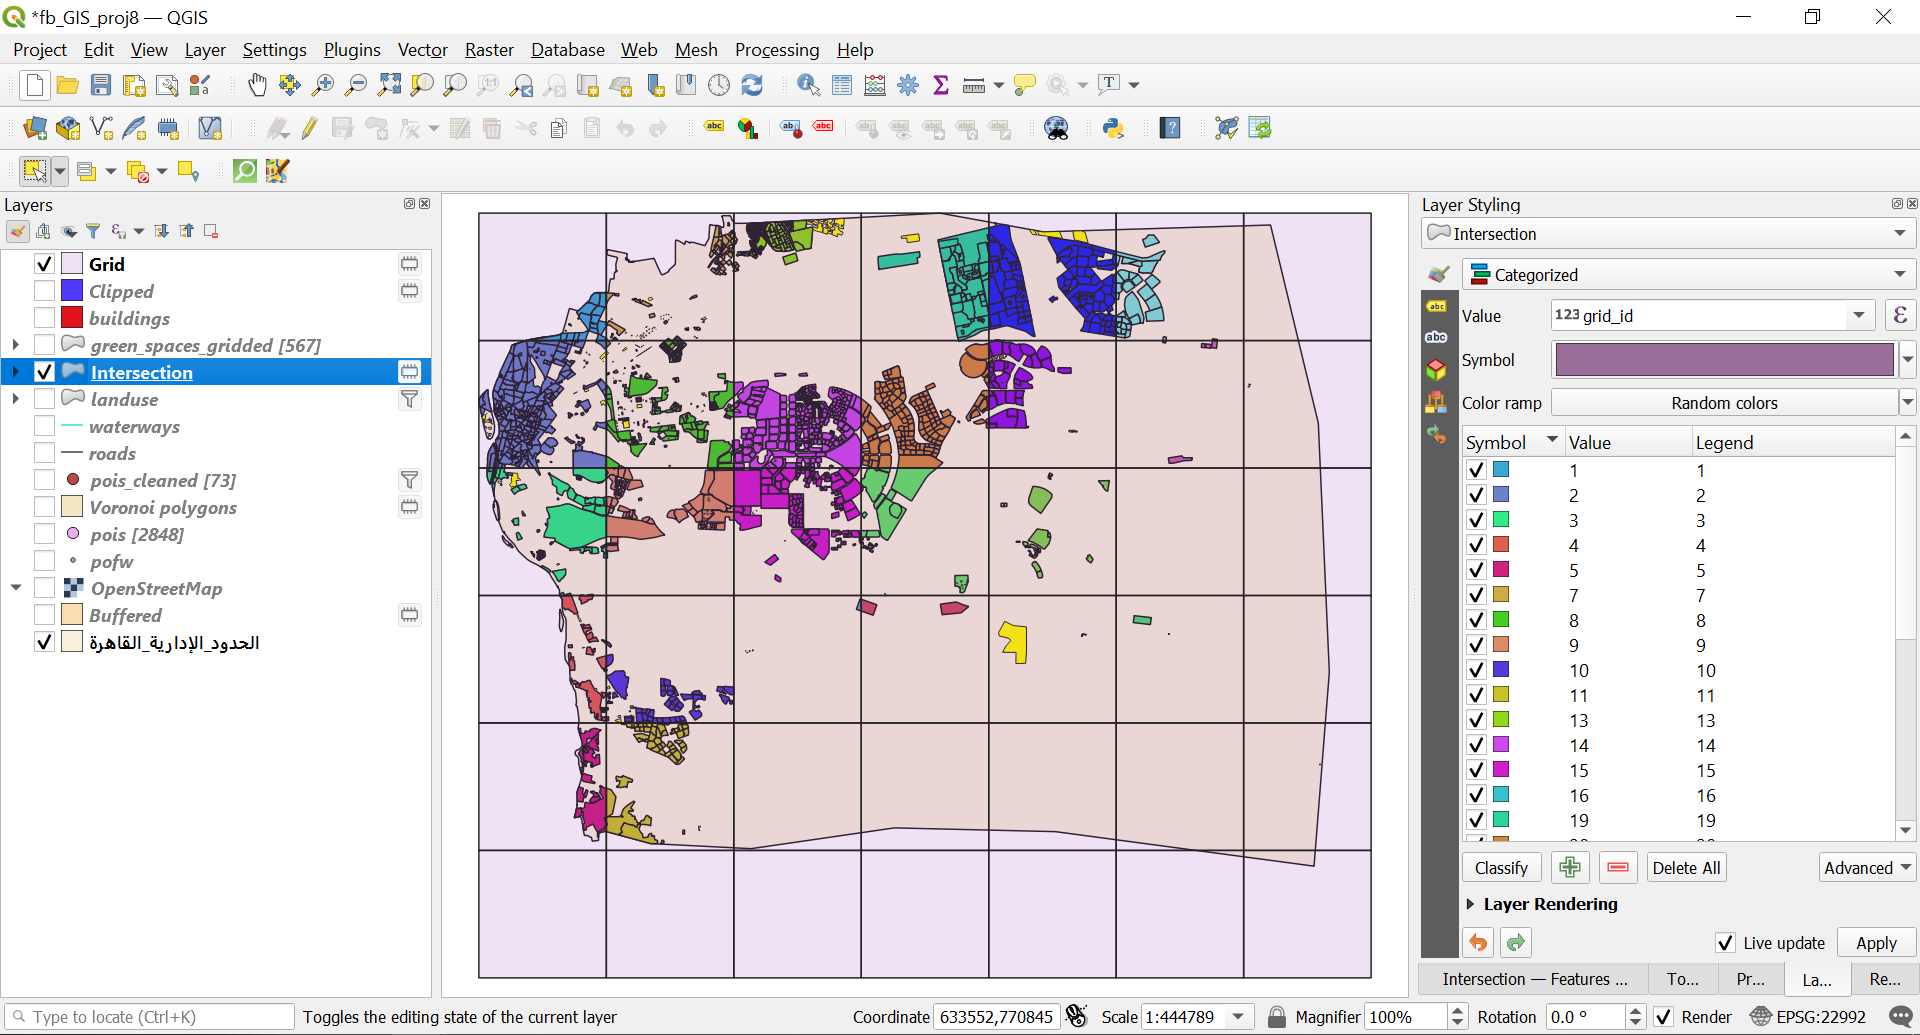 *fb_GIS_proj8 — QGIS
Project Edit View Layer Settings Plugins Vector Raster Database Web Mesh Processing Help
Layers
Grid
Clipped
buildings
green_spaces_gridded [567]
Intersection
landuse
waterways
roads
pois_cleaned [73]
Voronoi polygons
pois [2848]
pofw
OpenStreetMap
Buffered
الحدود_الإدارية_القاهرة
Layer Styling
Intersection
Categorized
Value 123 grid_id
Symbol
Color ramp Random colors
Symbol Value Legend
1 1
2 2
3 3
4 4
5 5
7 7
8 8
9 9
10 10
11 11
13 13
14 14
15 15
16 16
19 19
Classify Delete All Advanced
Layer Rendering
Live update Apply
Intersection — Features ... To... Pr... La... Re...
Type to locate (Ctrl+K) Toggles the editing state of the current layer Coordinate 633552,770845 Scale 1:444789 Magnifier 100% Rotation 0.0 ° Render EPSG:22992